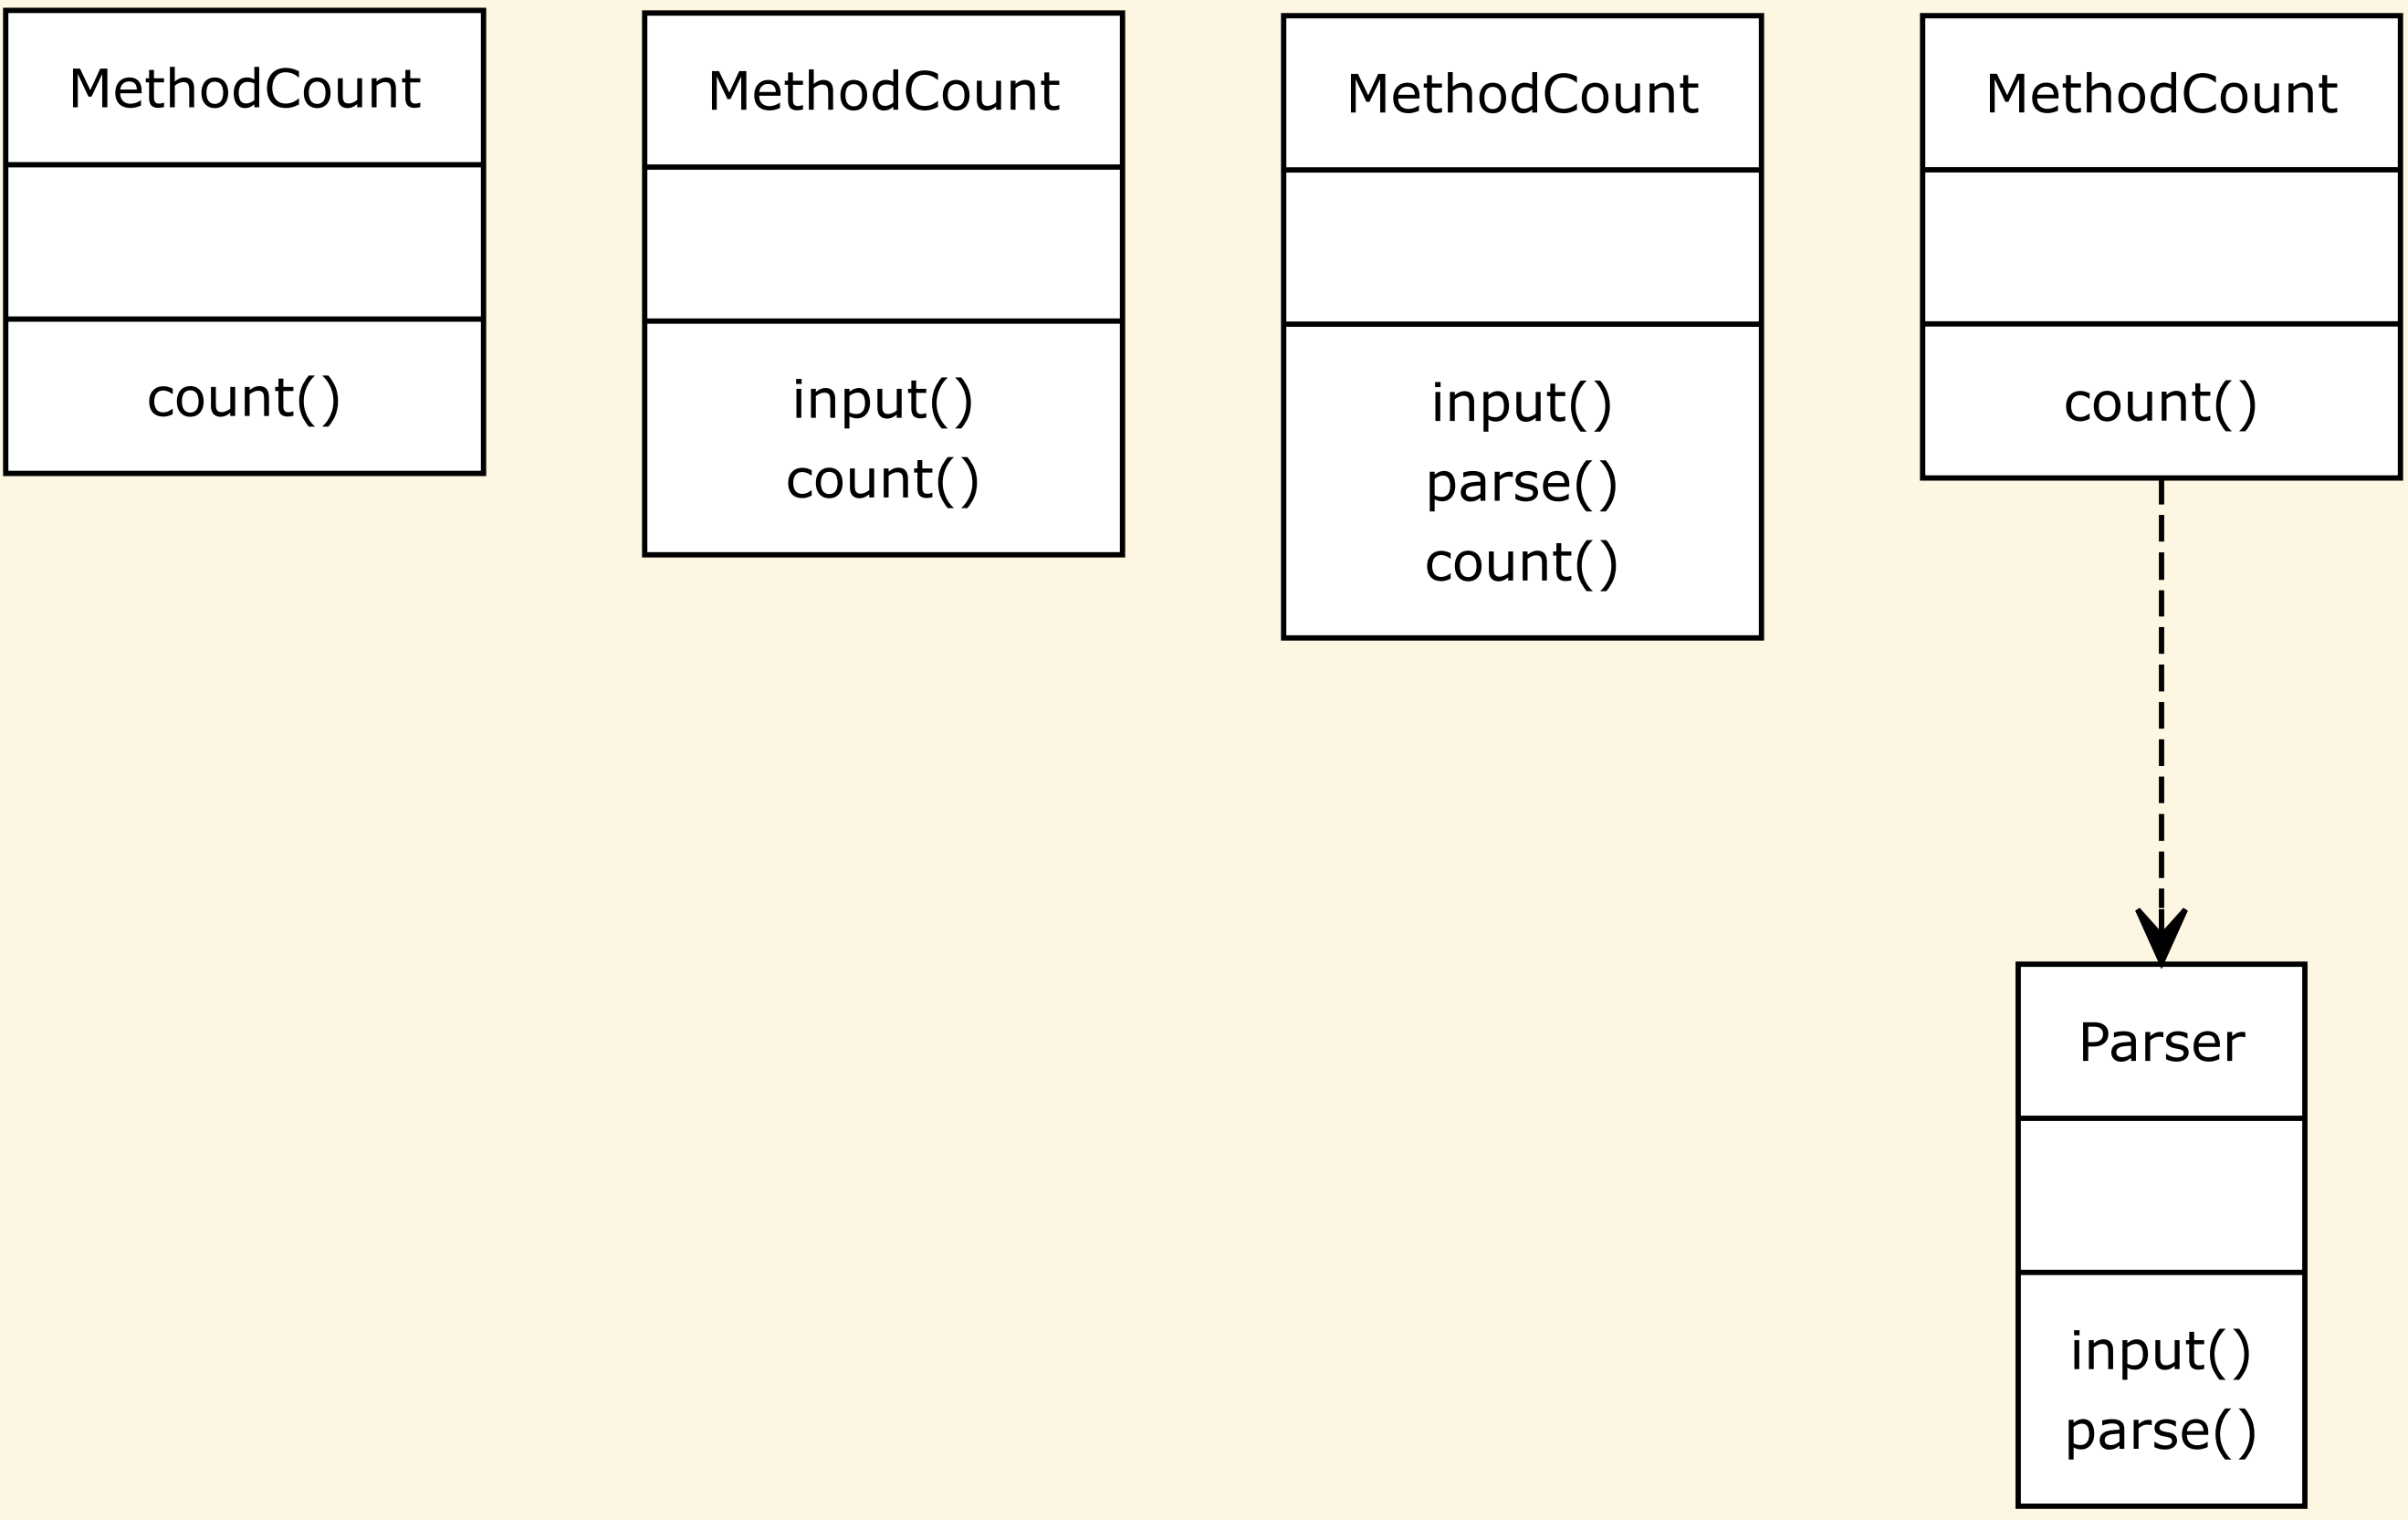 MethodCount
count()
MethodCount
input()
count()
MethodCount
input()
parse()
count()
MethodCount
count()
Parser
input()
parse()